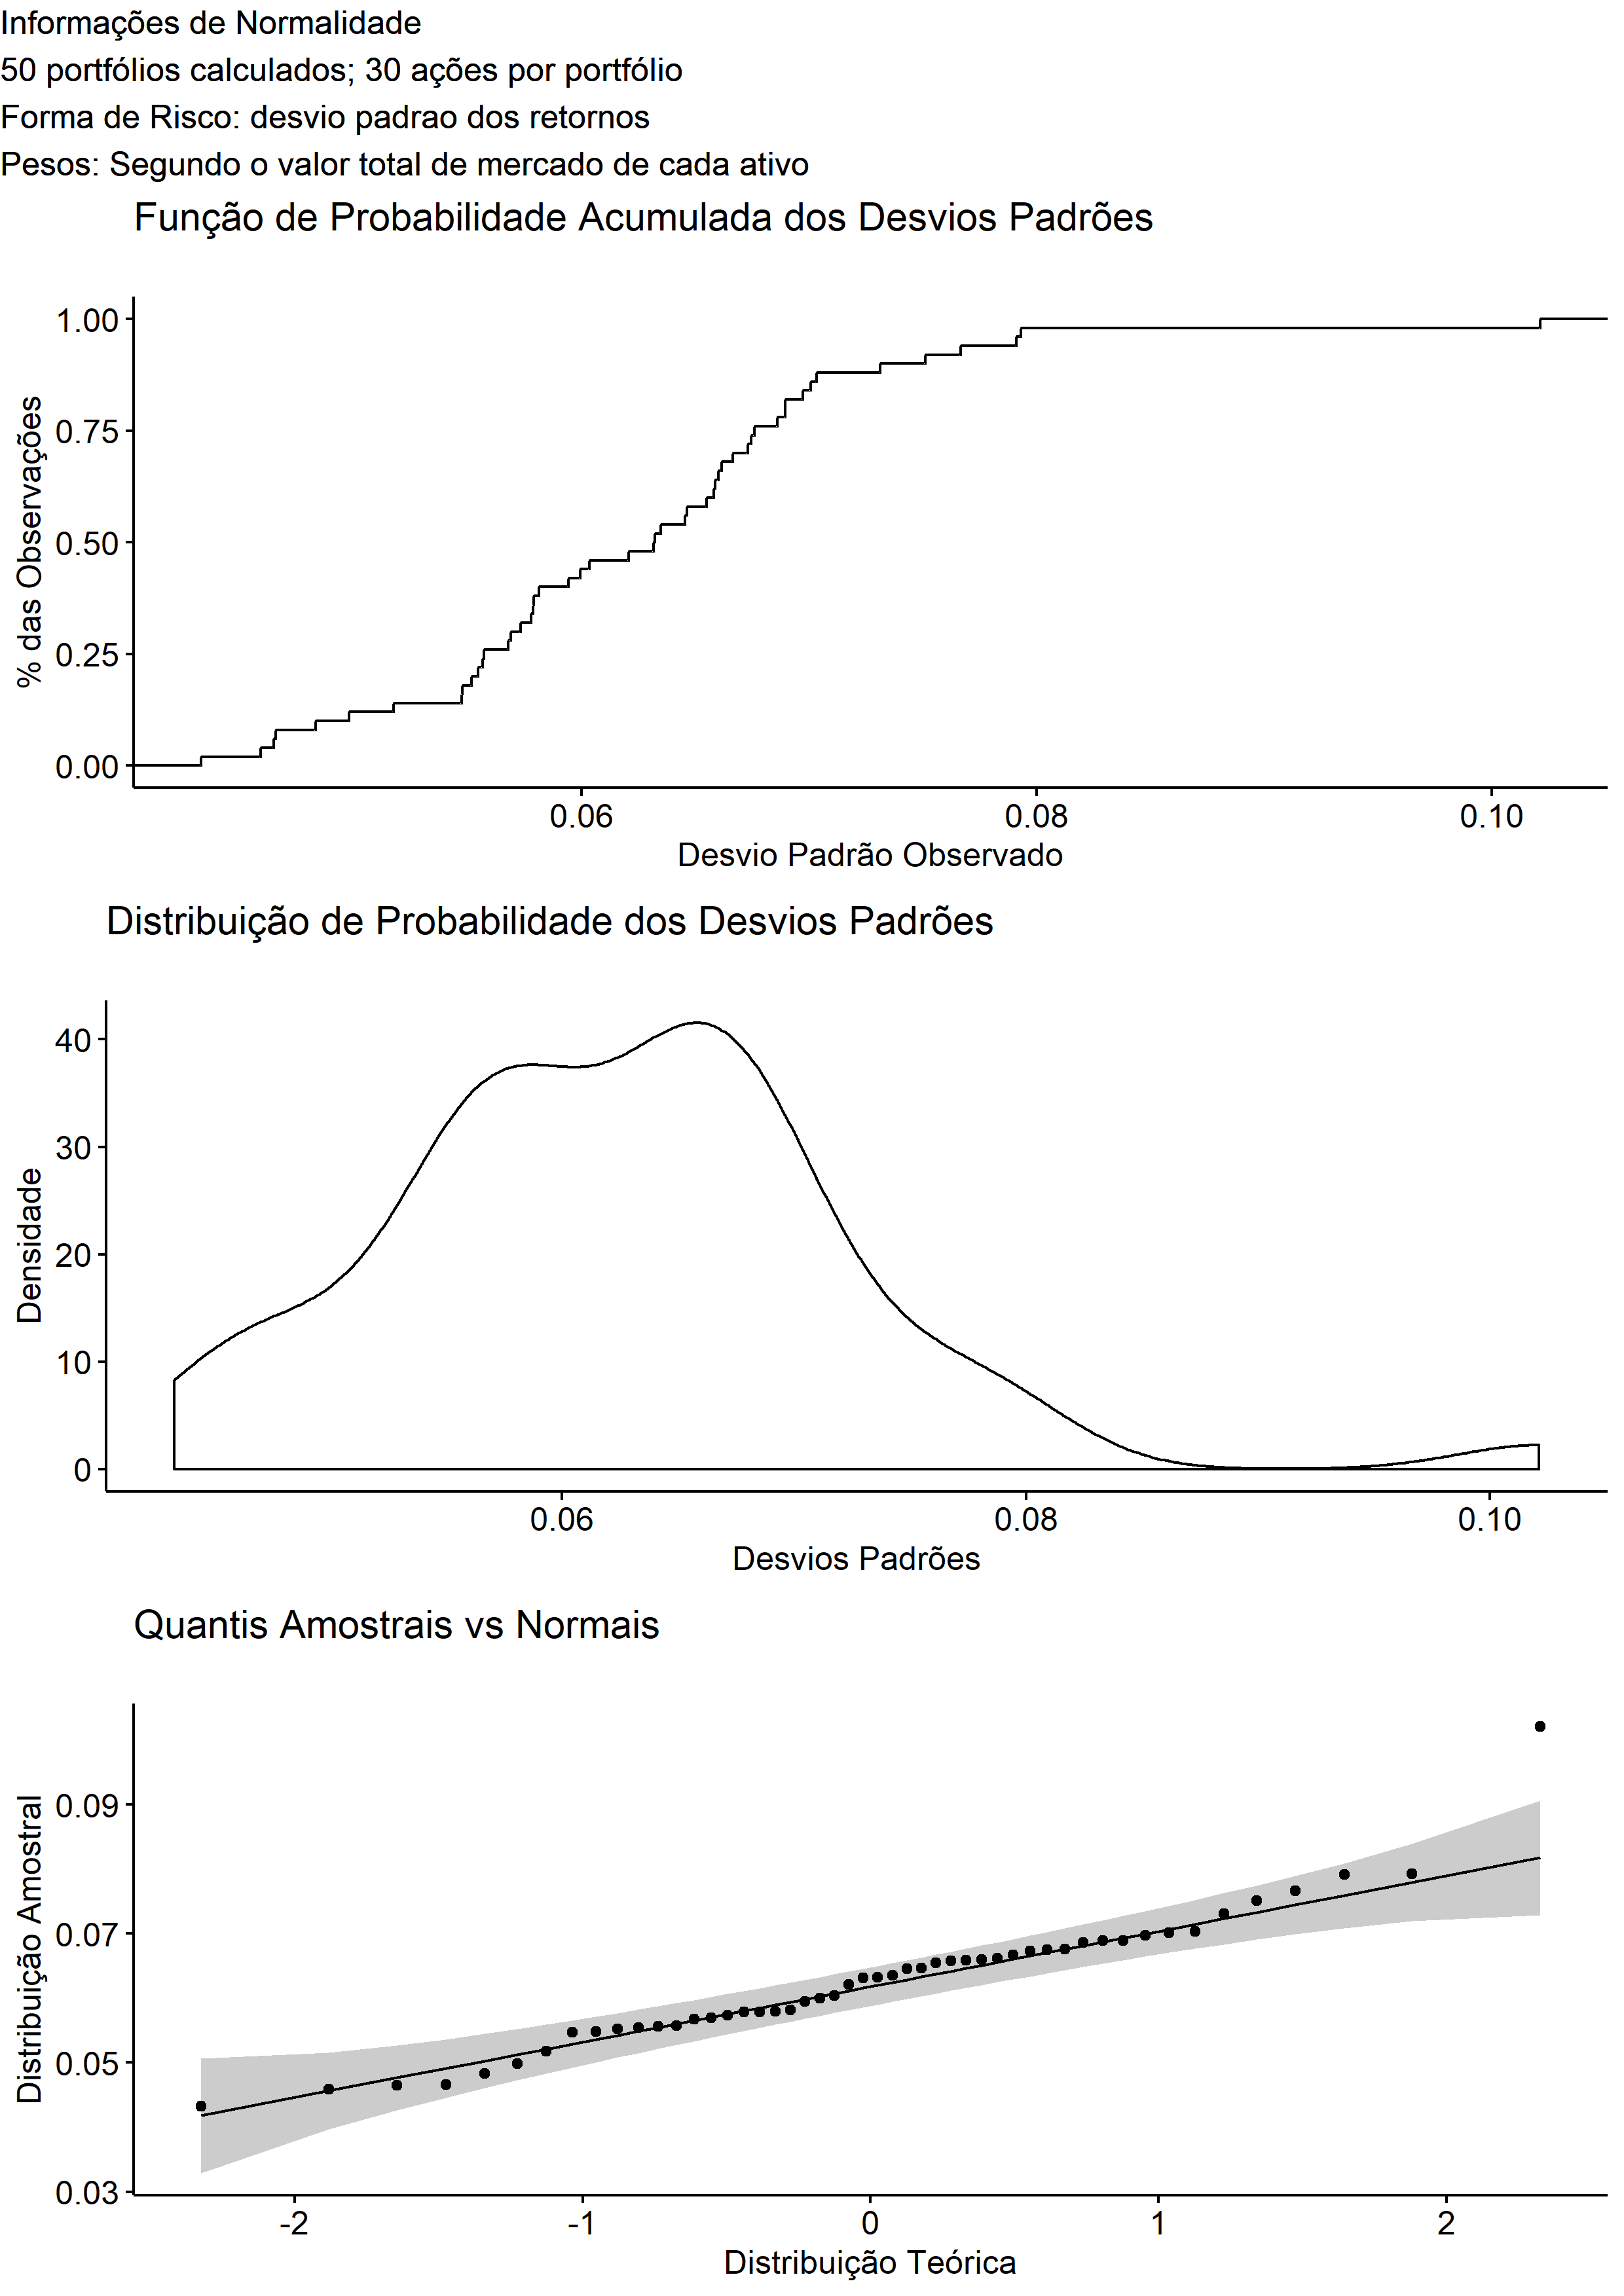 Informações de Normalidade
50 portfólios calculados; 30 ações por portfólio
Forma de Risco: desvio padrao dos retornos
Pesos: Segundo o valor total de mercado de cada ativo
Função de Probabilidade Acumulada dos Desvios Padrões
% das Observações
1.00
0.75
0.50
0.25
0.00
0.06 0.08 0.10
Desvio Padrão Observado
Distribuição de Probabilidade dos Desvios Padrões
Densidade
40
30
20
10
0
0.06 0.08 0.10
Desvios Padrões
Quantis Amostrais vs Normais
Distribuição Amostral
0.09
0.07
0.05
0.03
-2 -1 0 1 2
Distribuição Teórica